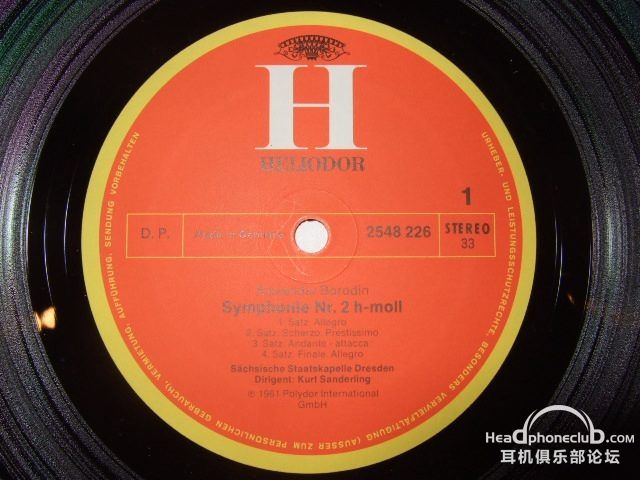 H
HELIODOR
1
D. P.
Made in Germany
2548 226
STEREO
33
Alexander Borodin
Symphonie Nr. 2 h-moll
1. Satz: Allegro
2. Satz: Scherzo. Prestissimo
3. Satz: Andante - attacca:
4. Satz: Finale. Allegro
Sächsische Staatskapelle Dresden
Dirigent: Kurt Sanderling
℗ 1961 Polydor International
GmbH
URHEBER- UND LEISTUNGSSCHUTZRECHTE, BESONDERS VERVIELFÄLTIGUNG (AUSSER ZUM PERSÖNLICHEN GEBRAUCH), VERMIETUNG, AUFFÜHRUNG, SENDUNG VORBEHALTEN
Headphoneclub.com
耳机俱乐部论坛